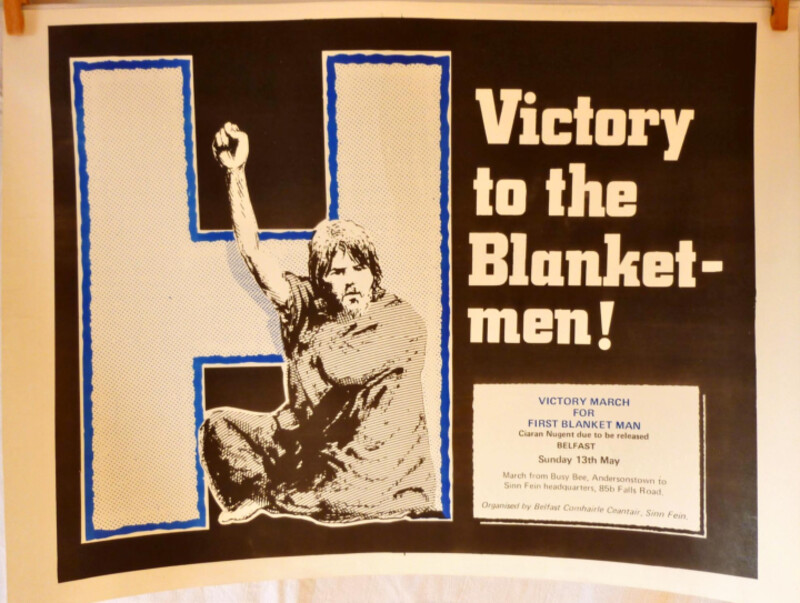 H
Victory
to the
Blanket-
men!
VICTORY MARCH
FOR
FIRST BLANKET MAN
Ciaran Nugent due to be released
BELFAST
Sunday 13th May
March from Busy Bee, Andersonstown to
Sinn Fein headquarters, 85b Falls Road.
Organised by Belfast Comhairle Ceantair, Sinn Fein.